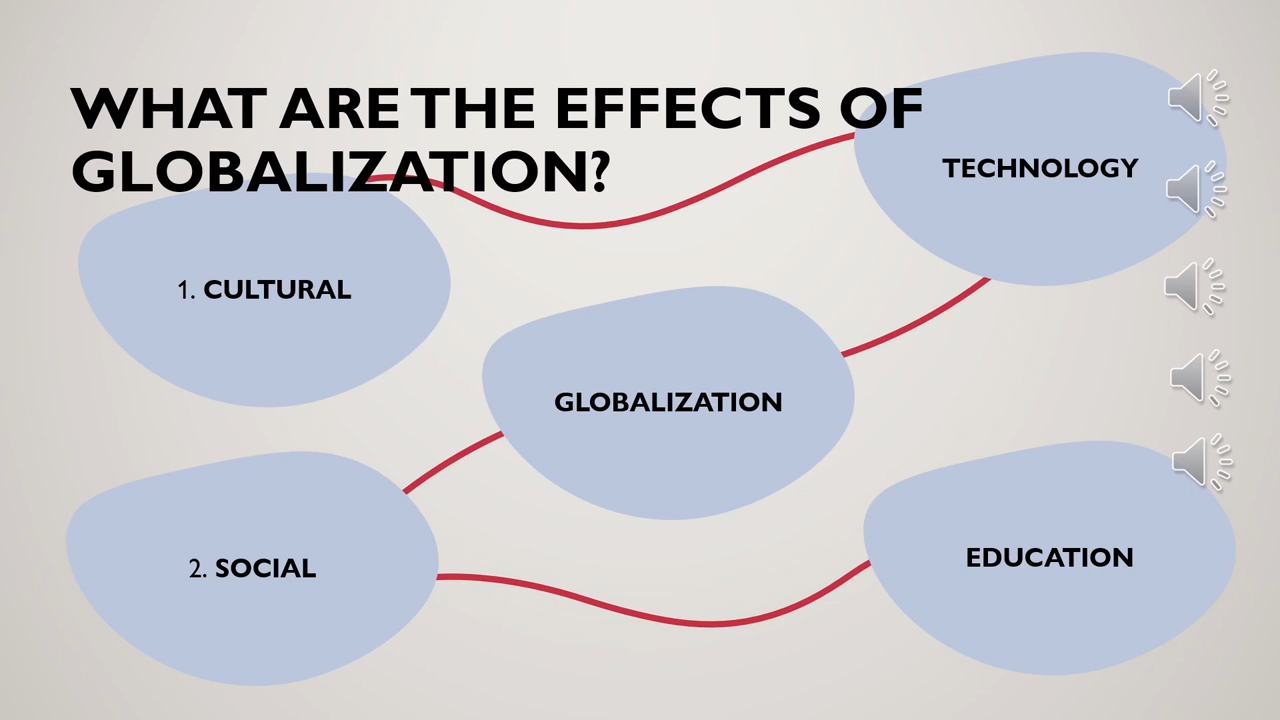 WHAT ARE THE EFFECTS OF
GLOBALIZATION?
TECHNOLOGY
1. CULTURAL
GLOBALIZATION
2. SOCIAL
EDUCATION